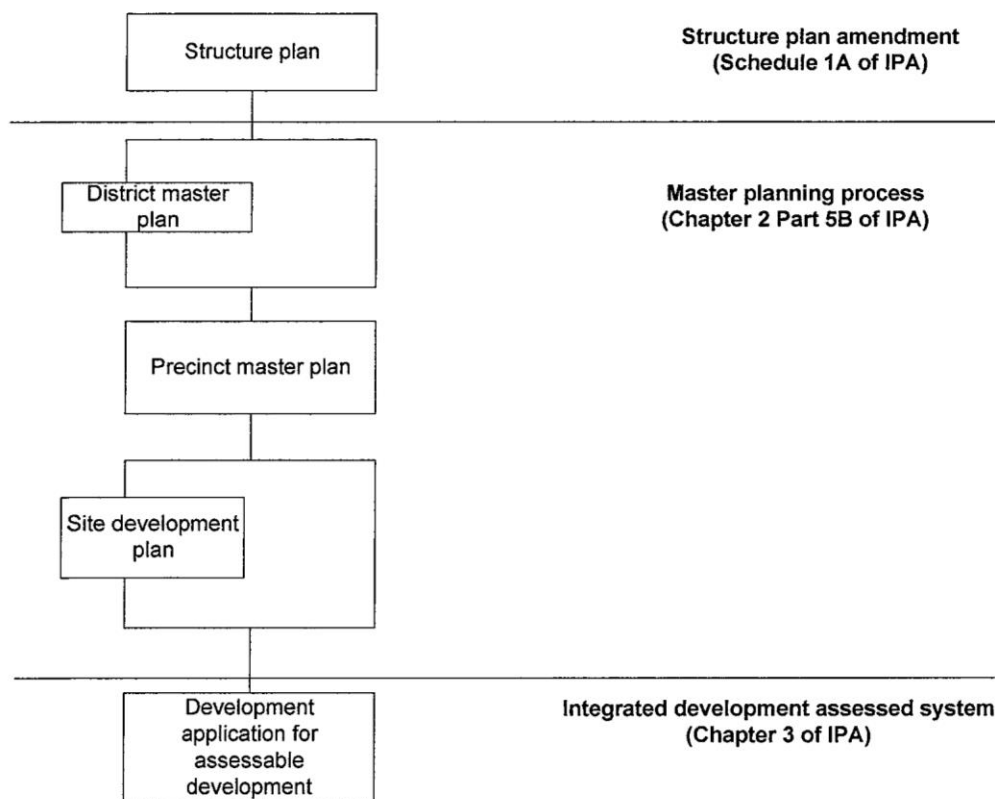 Structure plan
Structure plan amendment
(Schedule 1A of IPA)
District master
plan
Master planning process
(Chapter 2 Part 5B of IPA)
Precinct master plan
Site development
plan
Development
application for
assessable
development
Integrated development assessed system
(Chapter 3 of IPA)